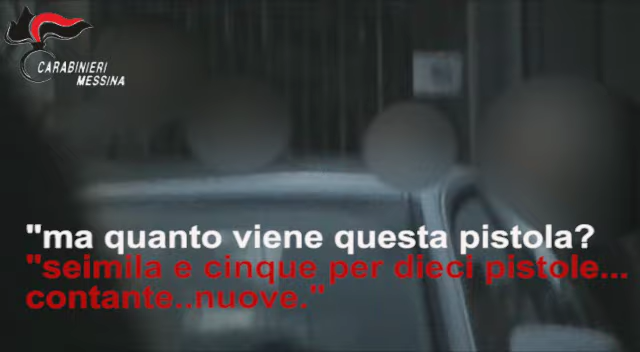 CARABINIERI
MESSINA
"ma quanto viene questa pistola?
"seimila e cinque per dieci pistole...
contante..nuove."